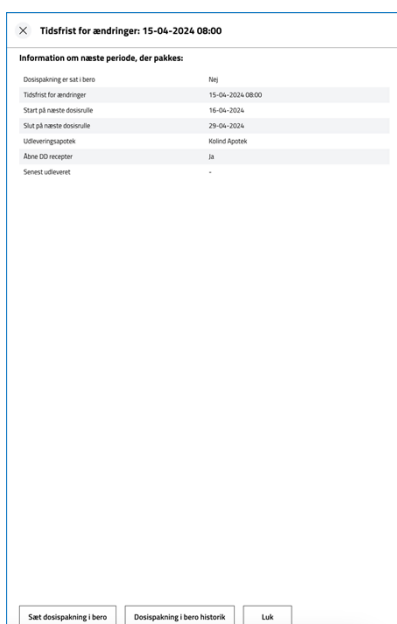 Tidsfrist for ændringer: 15-04-2024 08:00
Information om næste periode, der pakkes:
Dosispakning er sat i bero Nej
Tidsfrist for ændringer 15-04-2024 08:00
Start på næste dosisrulle 16-04-2024
Slut på næste dosisrulle 29-04-2024
Udleveringsapotek Kolind Apotek
Åbne DD recepter Ja
Senest udleveret -
Sæt dosispakning i bero Dosispakning i bero historik Luk